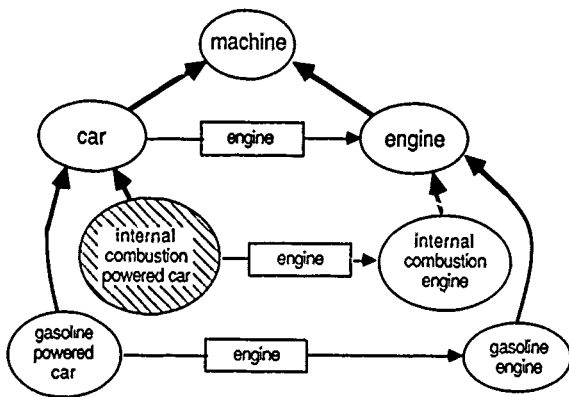 machine
car
engine
engine
internal
combustion
powered car
engine
internal
combustion
engine
gasoline
powered
car
engine
gasoline
engine